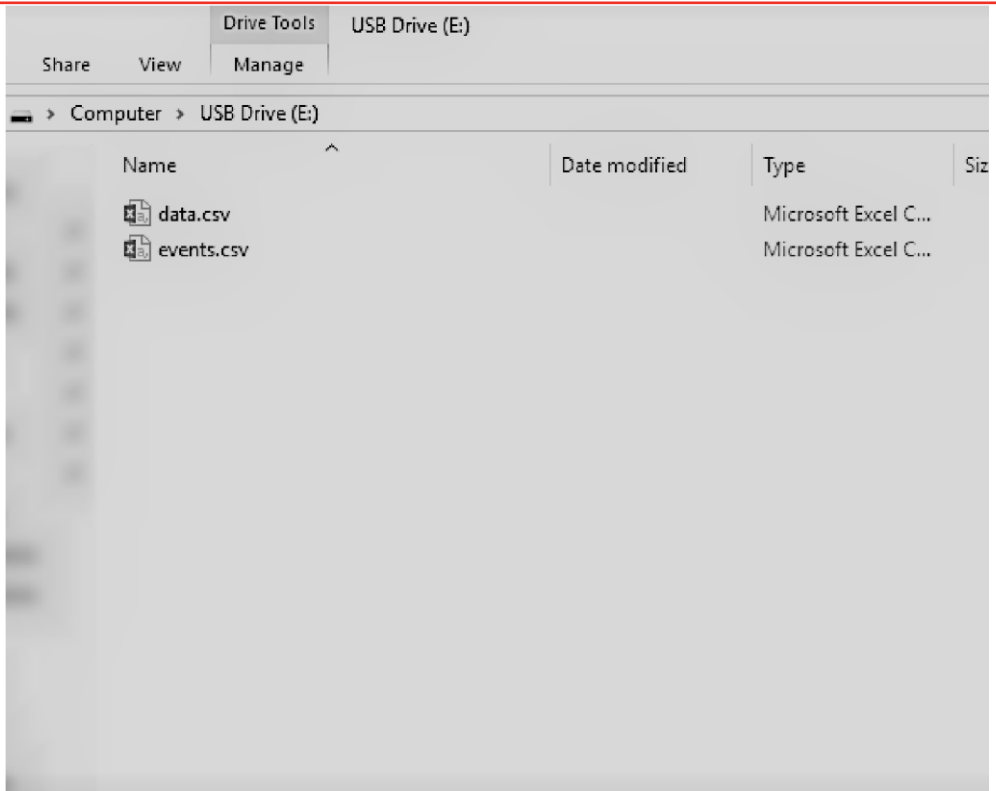 Drive Tools USB Drive (E:)
Share View Manage
> Computer > USB Drive (E:)
Name Date modified Type Siz
data.csv Microsoft Excel C...
events.csv Microsoft Excel C...